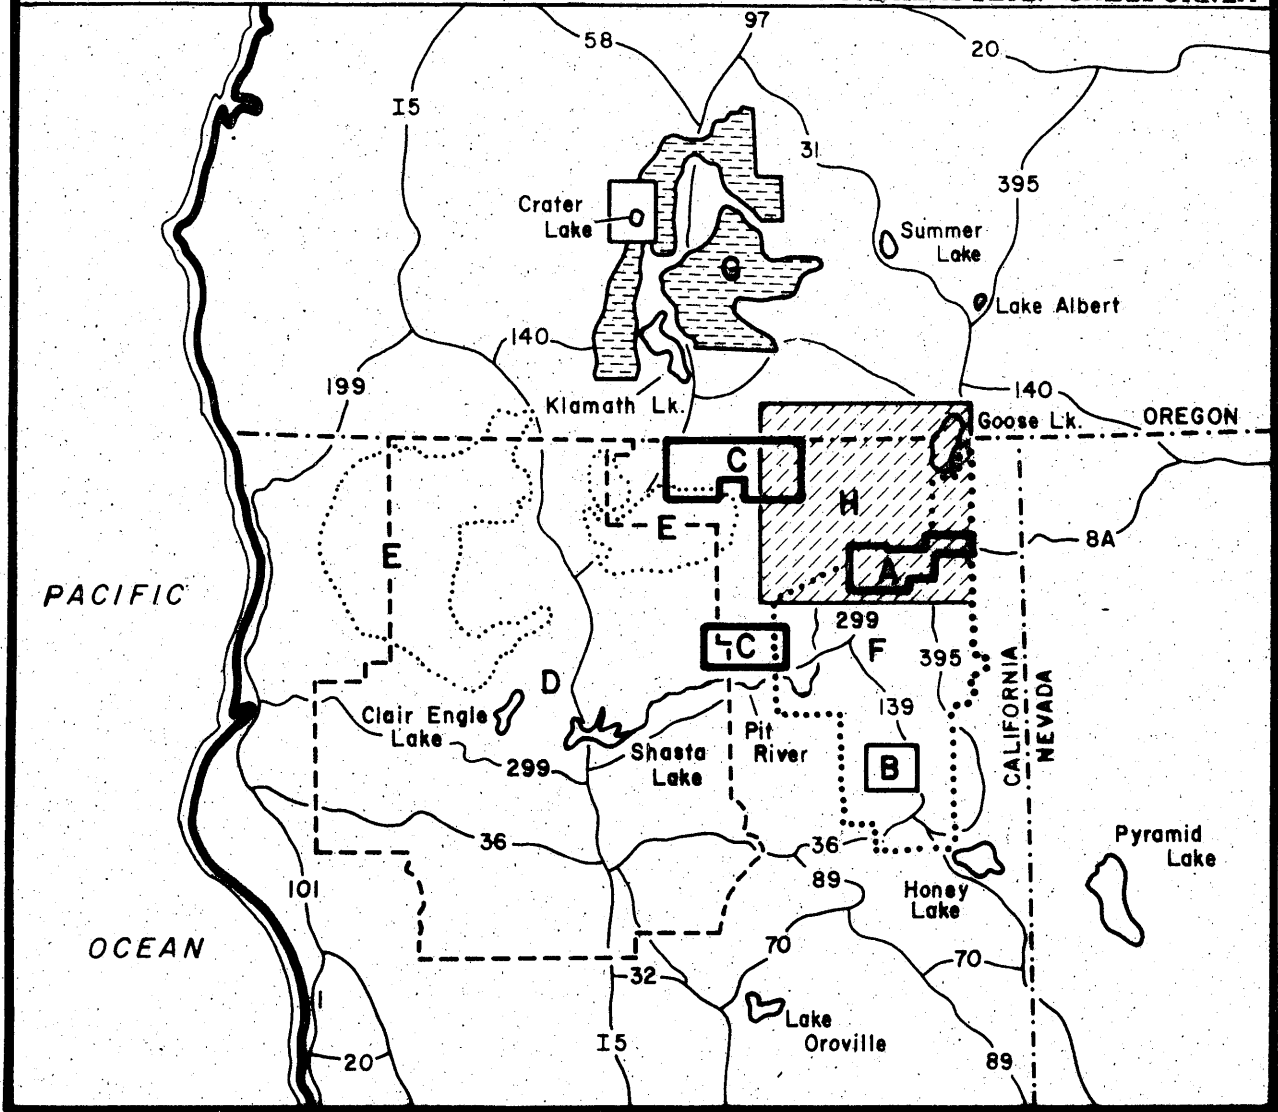 97
58
20
I5
31
395
Crater
Lake
Summer
Lake
G
Lake Albert
140
199
Klamath Lk.
140
Goose Lk.
OREGON
C
H
E
E
8A
A
PACIFIC
299
C
F
395
CALIFORNIA
NEVADA
D
139
Clair Engle
Lake
Pit
River
Shasta
Lake
299
B
36
36
Pyramid
Lake
89
101
Honey
Lake
OCEAN
70
70
32
1
Lake
Oroville
I5
20
89